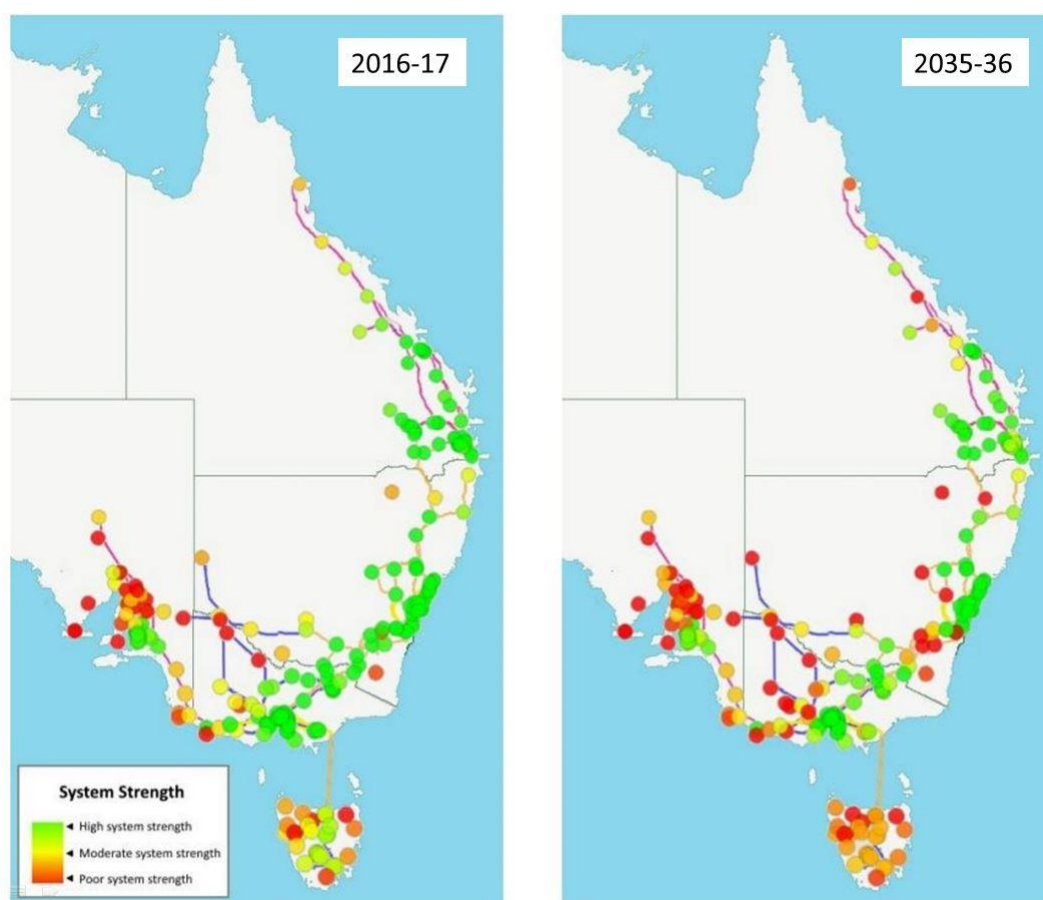 2016-17
2035-36
System Strength
High system strength
Moderate system strength
Poor system strength